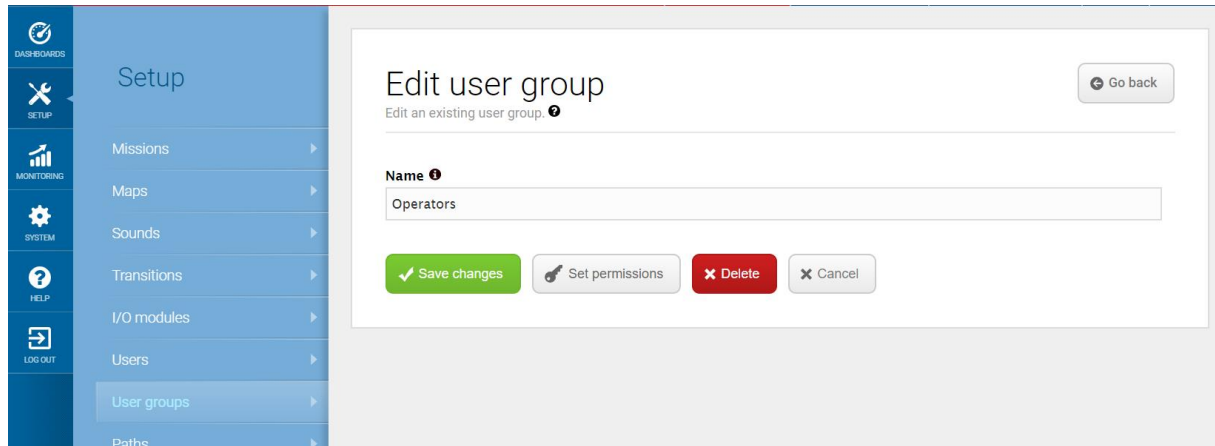 DASHBOARDS
SETUP
MONITORING
SYSTEM
HELP
LOG OUT
Setup
Missions
Maps
Sounds
Transitions
I/O modules
Users
User groups
Paths
Edit user group
Go back
Edit an existing user group.
Name
Operators
Save changes
Set permissions
Delete
Cancel